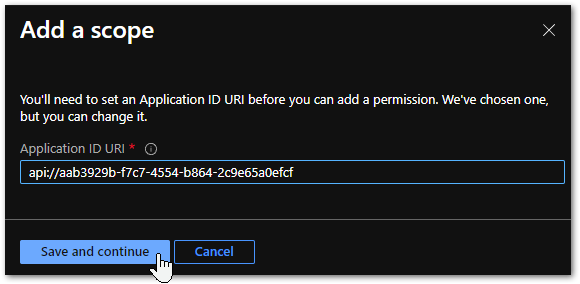 Add a scope
You'll need to set an Application ID URI before you can add a permission. We've chosen one,
but you can change it.
Application ID URI *
api://aab3929b-f7c7-4554-b864-2c9e65a0efcf
Save and continue
Cancel